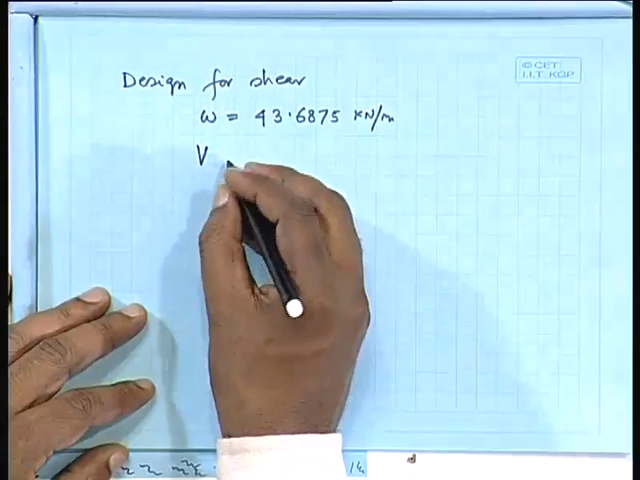 Design for shear
© CET
I.I.T. KGP
w = 43.6875 kN/m
V